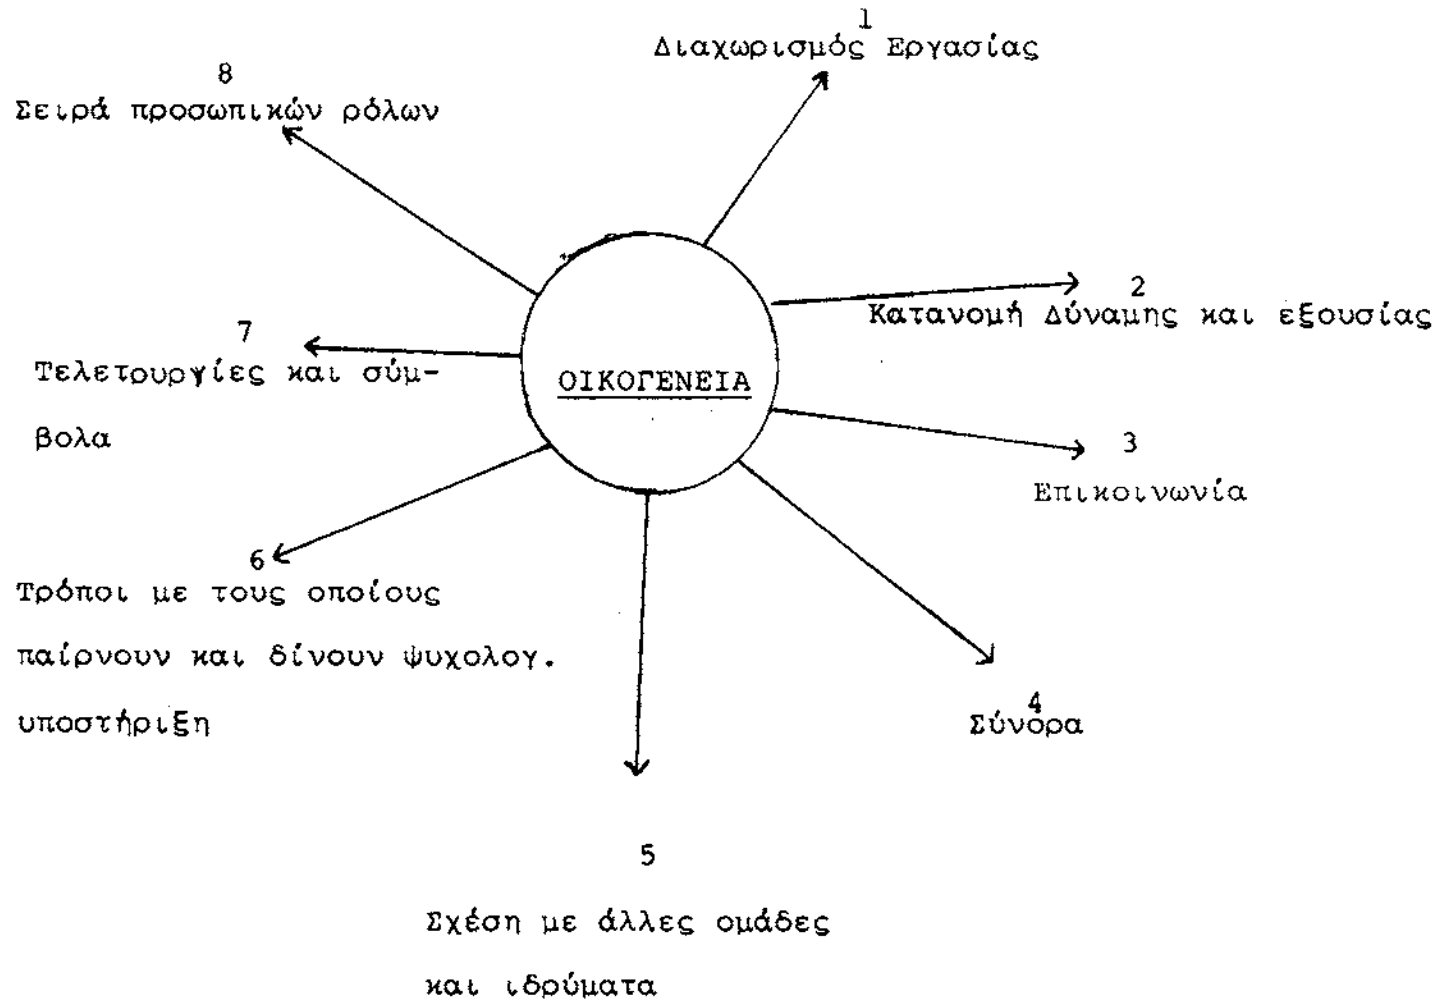 1
Διαχωρισμός Εργασίας
8
Σειρά προσωπικών ρόλων
2
Κατανομή Δύναμης και εξουσίας
7
Τελετουργίες και σύμ-
βολα
ΟΙΚΟΓΕΝΕΙΑ
3
Επικοινωνία
6
Τρόποι με τους οποίους
παίρνουν και δίνουν ψυχολογ.
υποστήριξη
4
Σύνορα
5
Σχέση με άλλες ομάδες
και ιδρύματα